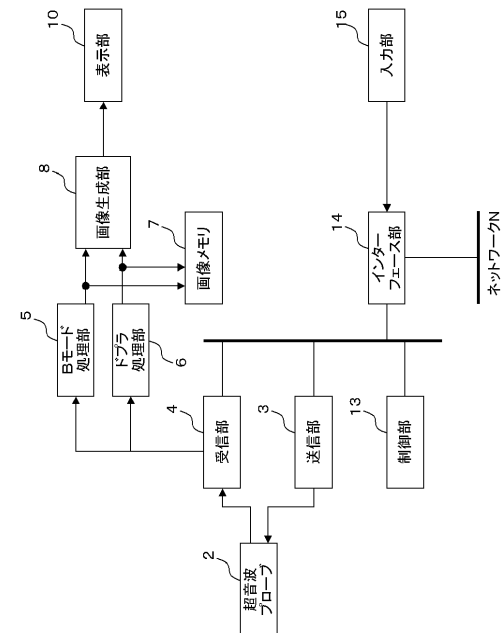 10
表示部
15
入力部
8
画像生成部
7
画像メモリ
14
インター
フェース部
ネットワークN
5
Bモード
処理部
6
ドプラ
処理部
4
受信部
3
送信部
13
制御部
2
超音波
プローブ